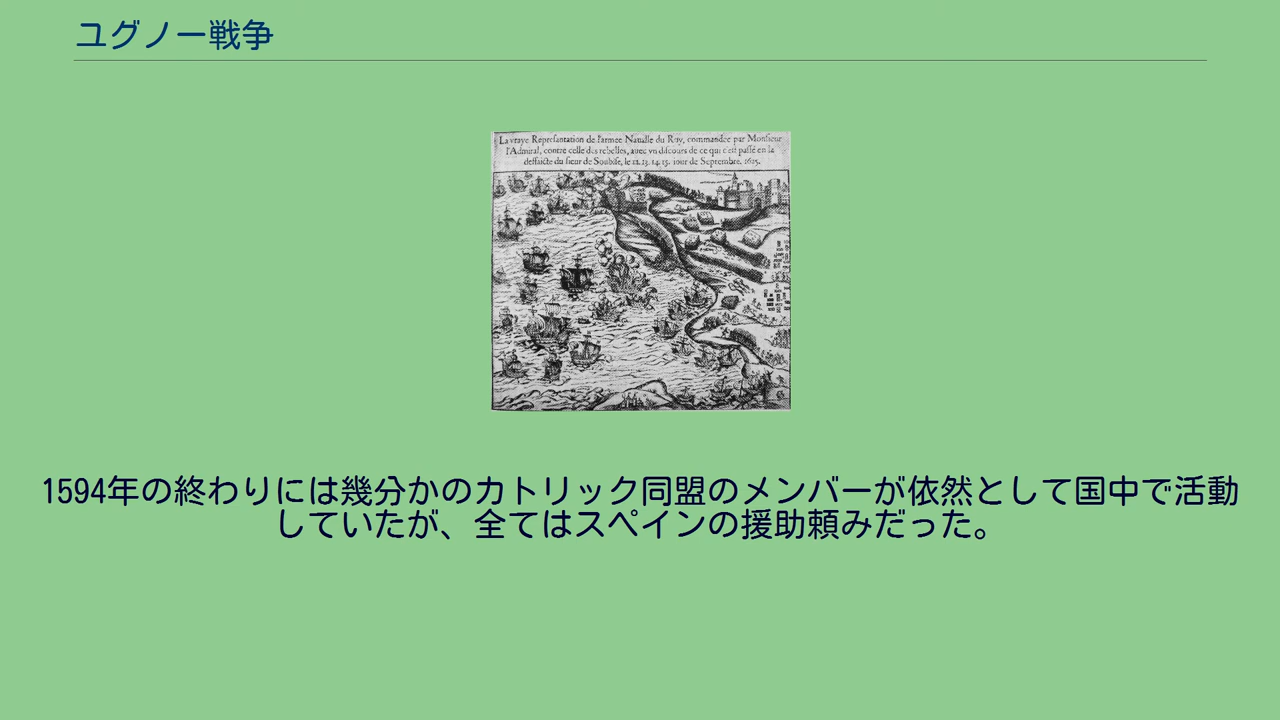 ユグノー戦争
La vraye Representation de l'armee Naualle du Roy, commandee par Monsieur
l'Admiral, contre celle des rebelles, auec vn discours de ce qui c'est passé en la
deffaicte du sieur de Soubise, le 12. 13. 14. 15. iour de Septembre. 1625.
1594年の終わりには幾分かのカトリック同盟のメンバーが依然として国中で活動
していたが、全てはスペインの援助頼みだった。